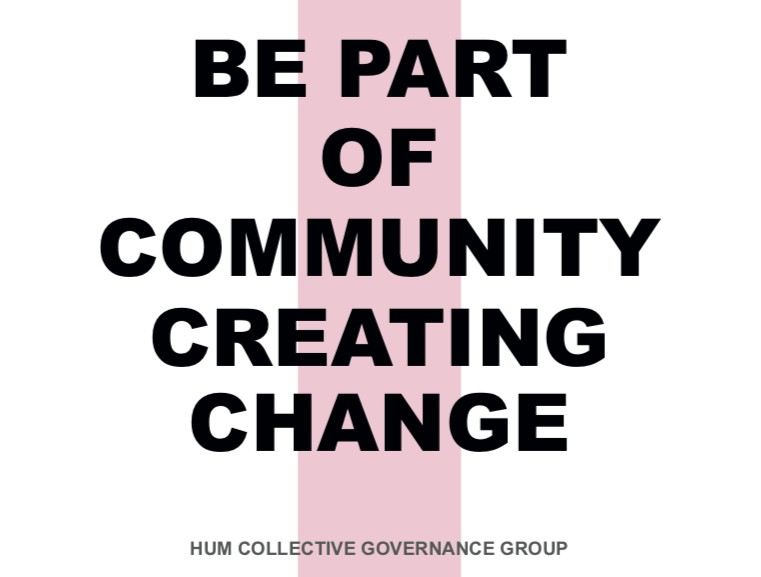 BE PART
OF
COMMUNITY
CREATING
CHANGE
HUM COLLECTIVE GOVERNANCE GROUP